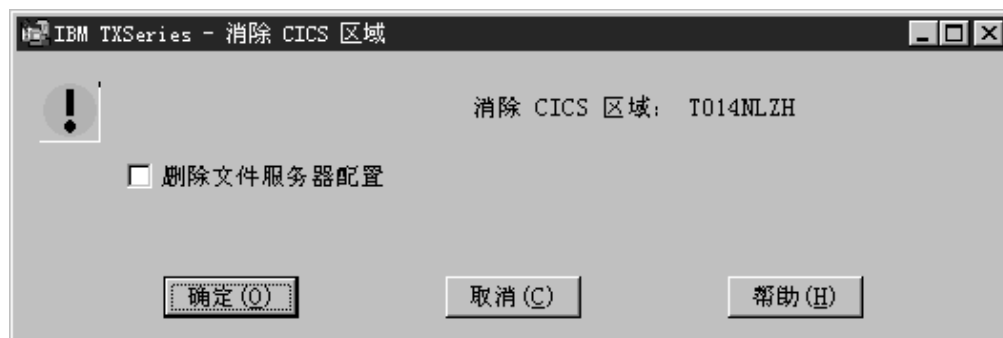 IBM TXSeries - 消除 CICS 区域
消除 CICS 区域： T014NLZH
删除文件服务器配置
确定(O) 取消(C) 帮助(H)